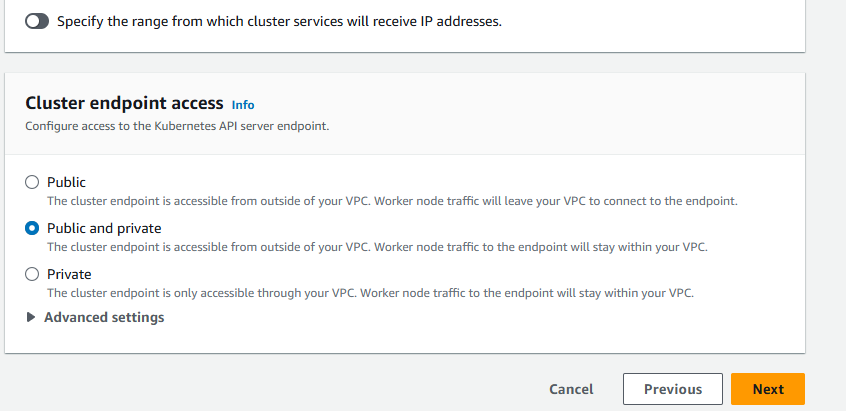 Specify the range from which cluster services will receive IP addresses.
Cluster endpoint access Info
Configure access to the Kubernetes API server endpoint.
Public
The cluster endpoint is accessible from outside of your VPC. Worker node traffic will leave your VPC to connect to the endpoint.
Public and private
The cluster endpoint is accessible from outside of your VPC. Worker node traffic to the endpoint will stay within your VPC.
Private
The cluster endpoint is only accessible through your VPC. Worker node traffic to the endpoint will stay within your VPC.
Advanced settings
Cancel Previous Next